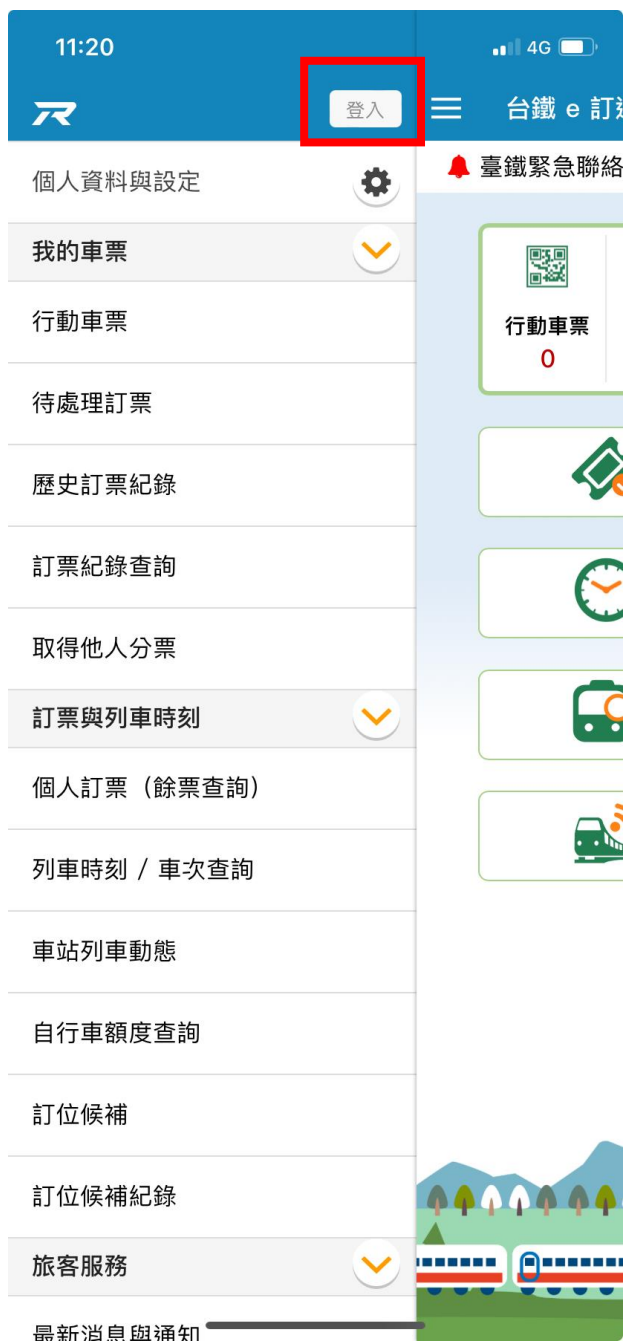 11:20
4G
登入
台鐵 e 訂
個人資料與設定
臺鐵緊急聯絡
我的車票
行動車票
0
行動車票
待處理訂票
歷史訂票紀錄
訂票紀錄查詢
取得他人分票
訂票與列車時刻
個人訂票（餘票查詢）
列車時刻 / 車次查詢
車站列車動態
自行車額度查詢
訂位候補
訂位候補紀錄
旅客服務
最新消息與通知